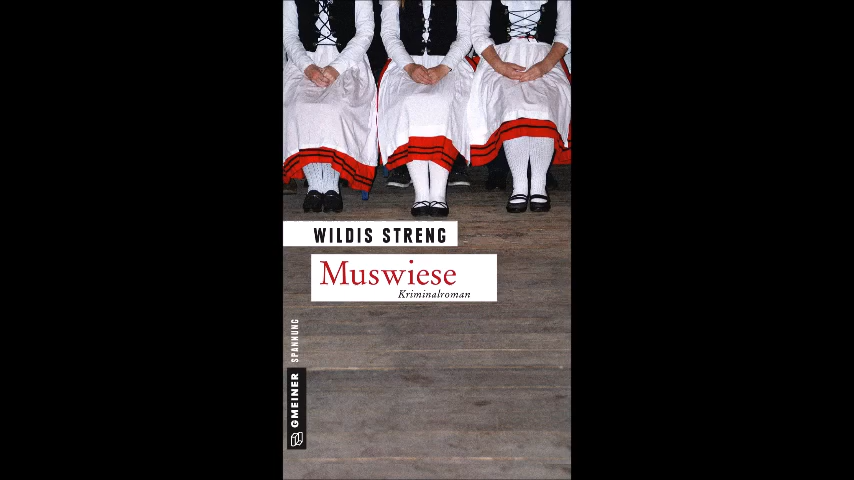 WILDIS STRENG
Muswiese
Kriminalroman
SPANNUNG
GMEINER